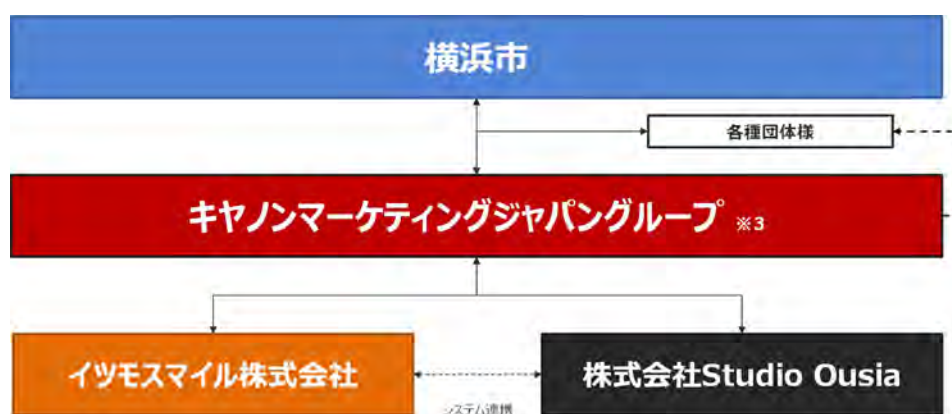 横浜市
各種団体様
キヤノンマーケティングジャパングループ ※3
イツモスマイル株式会社
株式会社Studio Ousia
システム連携